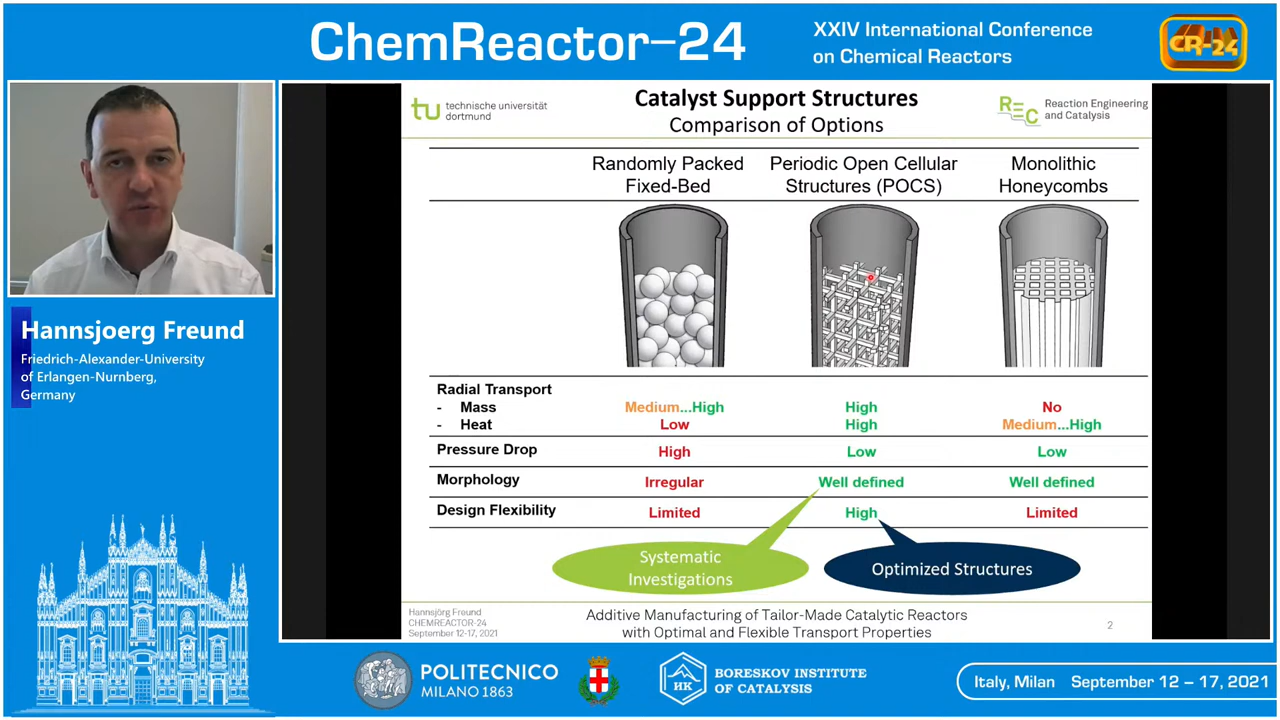 ChemReactor–24
XXIV International Conference
on Chemical Reactors
CR-24
Hannsjoerg Freund
Friedrich-Alexander-University
of Erlangen-Nurnberg,
Germany
tu technische universität
dortmund
Catalyst Support Structures
Comparison of Options
REC Reaction Engineering
and Catalysis
Randomly Packed
Fixed-Bed
Periodic Open Cellular
Structures (POCS)
Monolithic
Honeycombs
Radial Transport
- Mass Medium...High High No
- Heat Low High Medium...High
Pressure Drop High Low Low
Morphology Irregular Well defined Well defined
Design Flexibility Limited High Limited
Systematic
Investigations
Optimized Structures
Hannsjörg Freund
CHEMREACTOR-24
September 12-17, 2021
Additive Manufacturing of Tailor-Made Catalytic Reactors
with Optimal and Flexible Transport Properties
2
POLITECNICO
MILANO 1863
НК
BORESKOV INSTITUTE
OF CATALYSIS
Italy, Milan September 12 – 17, 2021